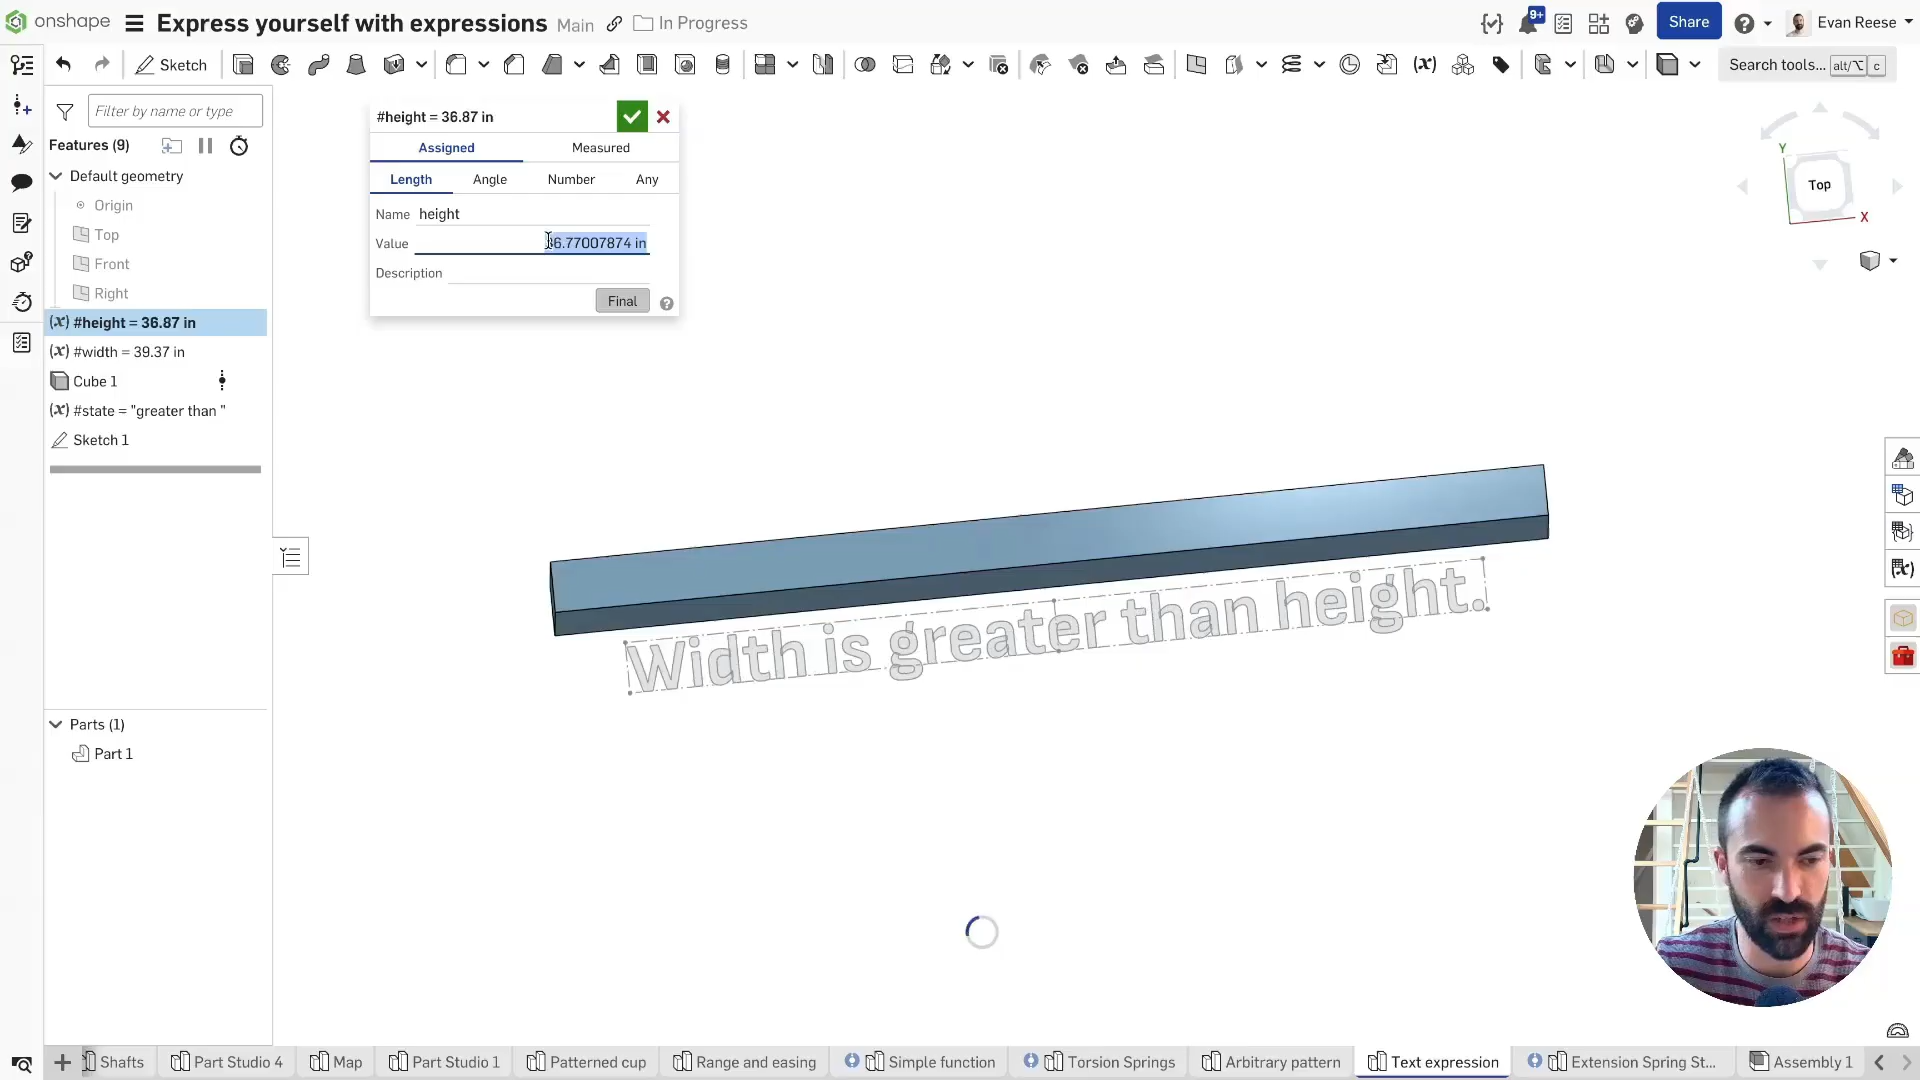 onshape
Express yourself with expressions
Main
In Progress
9+
Share
Evan Reese
Sketch
Search tools...
alt/⌥
c
Filter by name or type
Features (9)
Default geometry
Origin
Top
Front
Right
(x) #height = 36.87 in
(x) #width = 39.37 in
Cube 1
(x) #state = "greater than "
Sketch 1
Parts (1)
Part 1
#height = 36.87 in
Assigned
Measured
Length
Angle
Number
Any
Name
height
Value
36.77007874 in
Description
Final
Y
Top
X
Width is greater than height.
Shafts
Part Studio 4
Map
Part Studio 1
Patterned cup
Range and easing
Simple function
Torsion Springs
Arbitrary pattern
Text expression
Extension Spring St...
Assembly 1